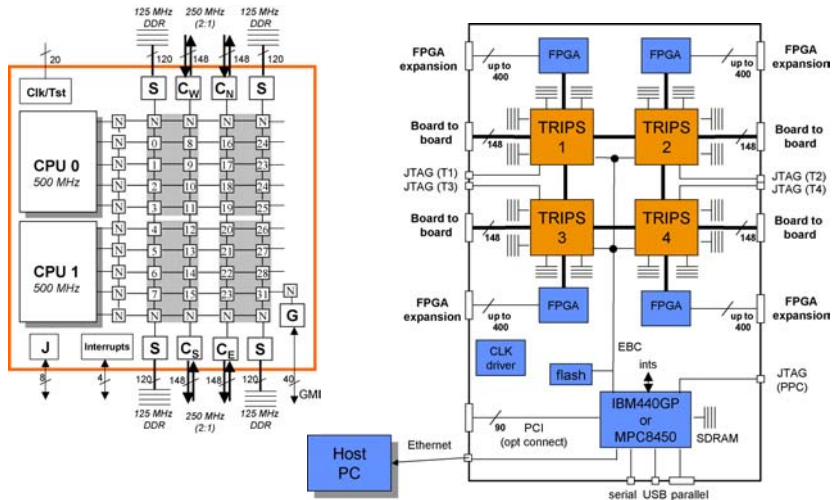 125 MHz
DDR
250 MHz
(2:1)
125 MHz
DDR
20
120
148
148
120
Clk/Tst
S
CW
CN
S
CPU 0
500 MHz
CPU 1
500 MHz
N N N N N
N 0 8 16 24
N 1 9 17 23
N 2 10 18 24
N 3 11 19 25
N 4 12 20 26
N 5 13 21 27
N 6 14 22 28
N 7 15 23 31
N N N N N
N
G
J
Interrupts
S
CS
CE
S
8
4
120
148
148
120
40
GMI
125 MHz
DDR
250 MHz
(2:1)
125 MHz
DDR
FPGA
expansion
up to
400
FPGA
FPGA
up to
400
FPGA
expansion
Board to
board
148
TRIPS
1
TRIPS
2
148
Board to
board
JTAG (T1)
JTAG (T3)
JTAG (T2)
JTAG (T4)
Board to
board
148
TRIPS
3
TRIPS
4
148
Board to
board
FPGA
expansion
up to
400
FPGA
FPGA
up to
400
FPGA
expansion
CLK
driver
EBC
flash
ints
JTAG
(PPC)
90
PCI
(opt connect)
IBM440GP
or
MPC8450
SDRAM
Host
PC
Ethernet
serial USB parallel